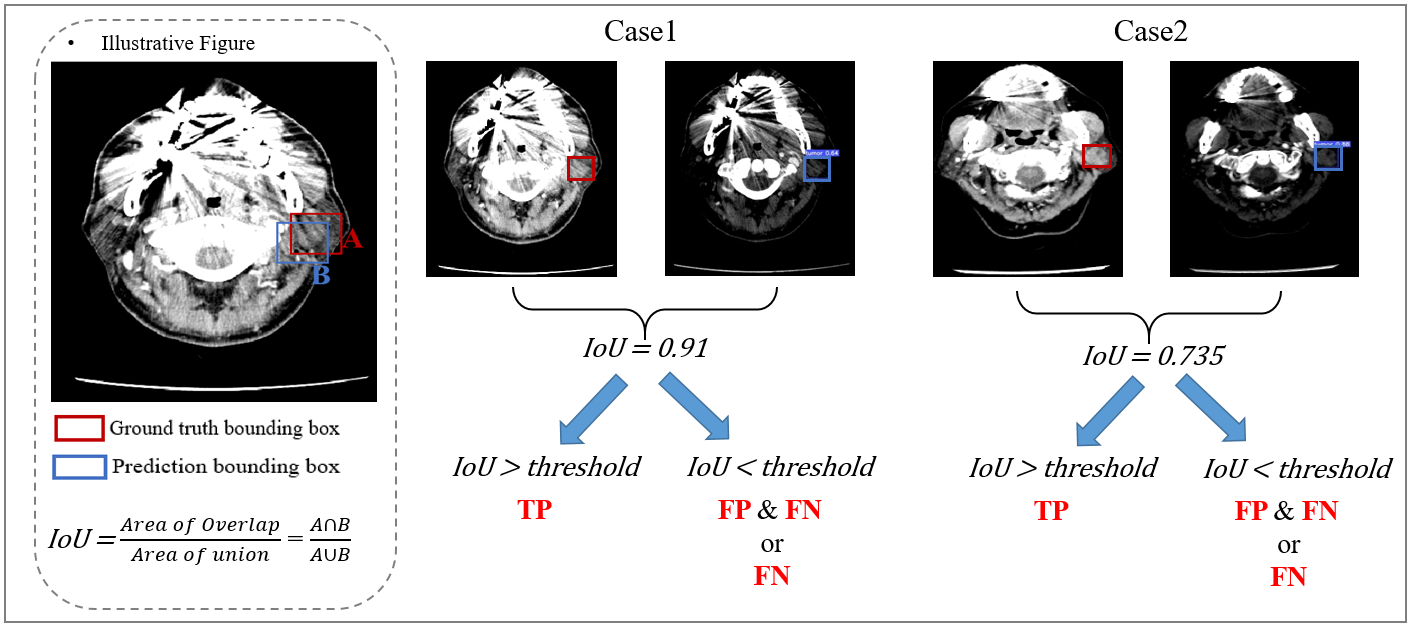 • Illustrative Figure
A
B
Ground truth bounding box
Prediction bounding box
IoU = Area of Overlap / Area of union = A∩B / A∪B
Case1
tumor 0.64
IoU = 0.91
IoU > threshold
TP
IoU < threshold
FP & FN
or
FN
Case2
IoU = 0.735
IoU > threshold
TP
IoU < threshold
FP & FN
or
FN